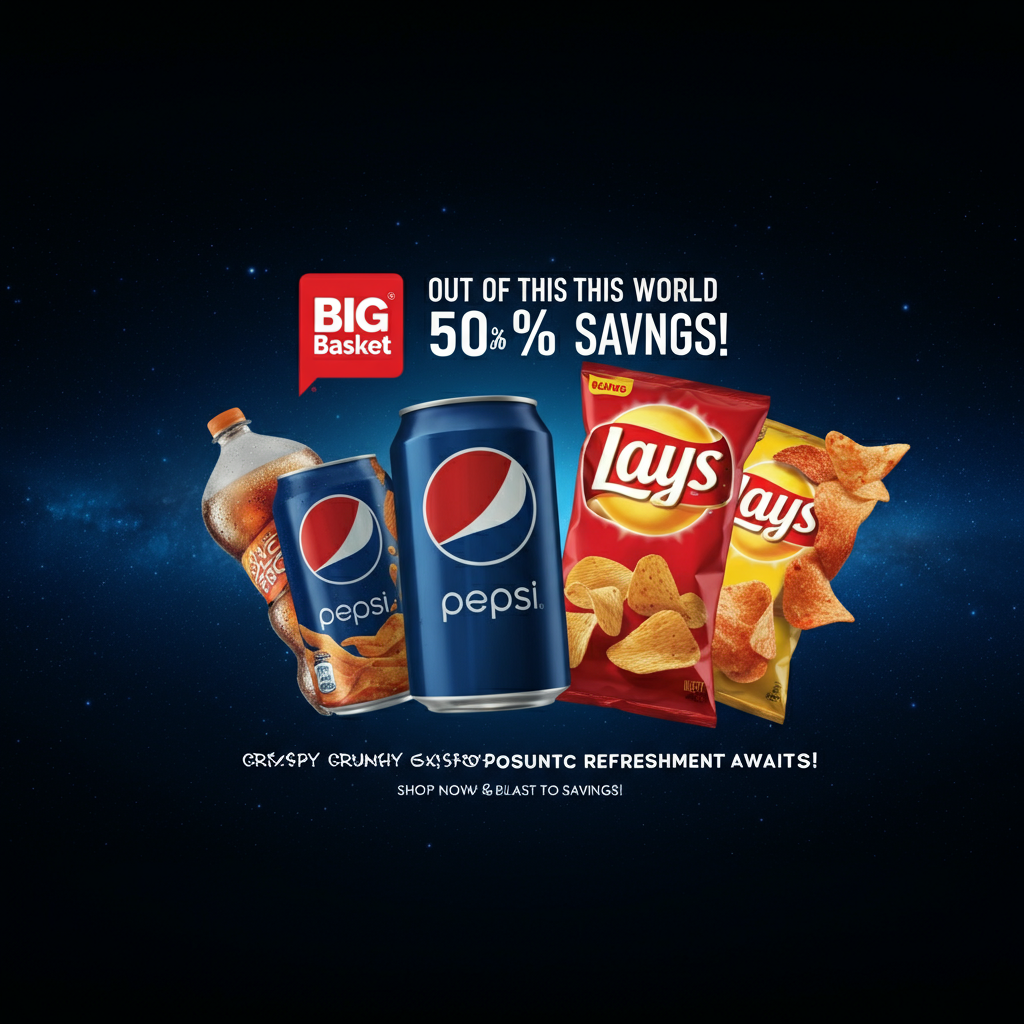 BIG
Basket
OUT OF THIS THIS WORLD
50% % SAVNGS!
Lays
Lays
pepsi
pepsi
REFRESHMENT AWAITS!
SHOP NOW & BLAST TO SAVINGS!